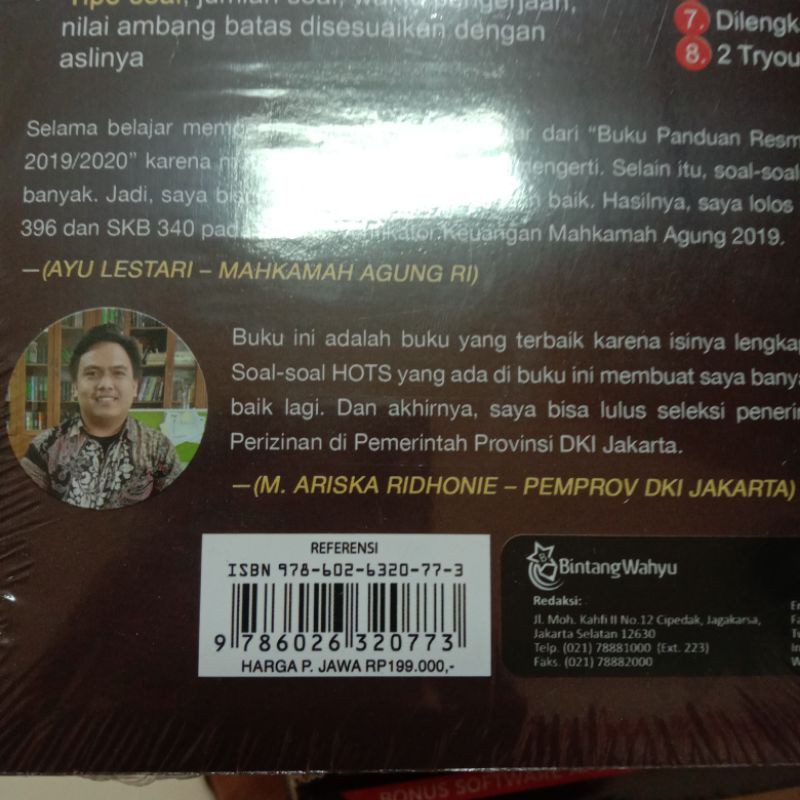 nilai ambang batas disesuaikan dengan
aslinya
7. Dilengk
8. 2 Tryou
Selama belajar dari "Buku Panduan Resm
2019/2020" karena mengerti. Selain itu, soal-soal
banyak. Jadi, saya baik. Hasilnya, saya lolos
396 dan SKB 340 Keuangan Mahkamah Agung 2019.
—(AYU LESTARI – MAHKAMAH AGUNG RI)
Buku ini adalah buku yang terbaik karena isinya lengkap
Soal-soal HOTS yang ada di buku ini membuat saya banya
baik lagi. Dan akhirnya, saya bisa lulus seleksi penerim
Perizinan di Pemerintah Provinsi DKI Jakarta.
—(M. ARISKA RIDHONIE – PEMPROV DKI JAKARTA)
REFERENSI
ISBN 978-602-6320-77-3
9 786026 320773
HARGA P. JAWA RP199.000,-
BintangWahyu
Redaksi:
Jl. Moh. Kahfi II No.12 Cipedak, Jagakarsa,
Jakarta Selatan 12630
Telp. (021) 78881000 (Ext. 223)
Faks. (021) 78882000
BONUS SOFTWARE